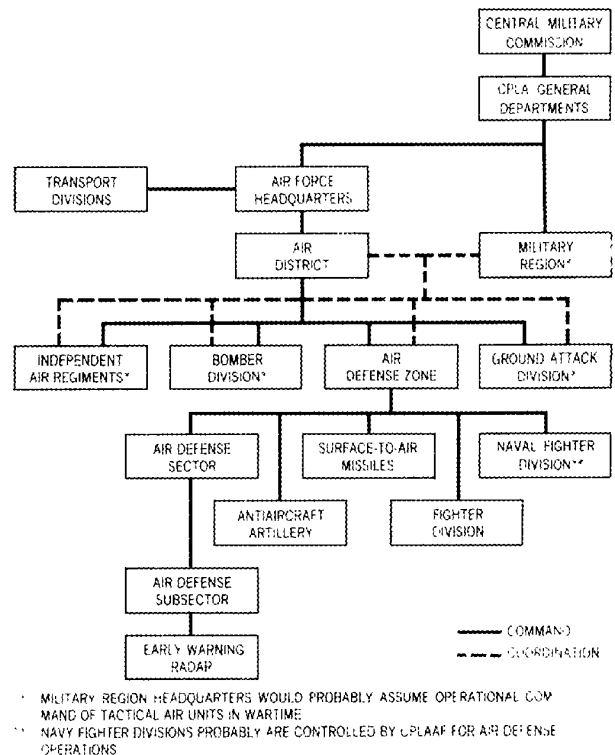 CENTRAL MILITARY
COMMISSION
CPLA GENERAL
DEPARTMENTS
TRANSPORT
DIVISIONS
AIR FORCE
HEADQUARTERS
AIR
DISTRICT
MILITARY
REGION*
INDEPENDENT
AIR REGIMENTS*
BOMBER
DIVISION*
AIR
DEFENSE ZONE
GROUND ATTACK
DIVISION*
AIR DEFENSE
SECTOR
SURFACE-TO-AIR
MISSILES
NAVAL FIGHTER
DIVISION**
ANTIAIRCRAFT
ARTILLERY
FIGHTER
DIVISION
AIR DEFENSE
SUBSECTOR
EARLY WARNING
RADAR
COMMAND
COORDINATION
* MILITARY REGION HEADQUARTERS WOULD PROBABLY ASSUME OPERATIONAL COM
MAND OF TACTICAL AIR UNITS IN WARTIME
** NAVY FIGHTER DIVISIONS PROBABLY ARE CONTROLLED BY CPLAAF FOR AIR DEFENSE
OPERATIONS